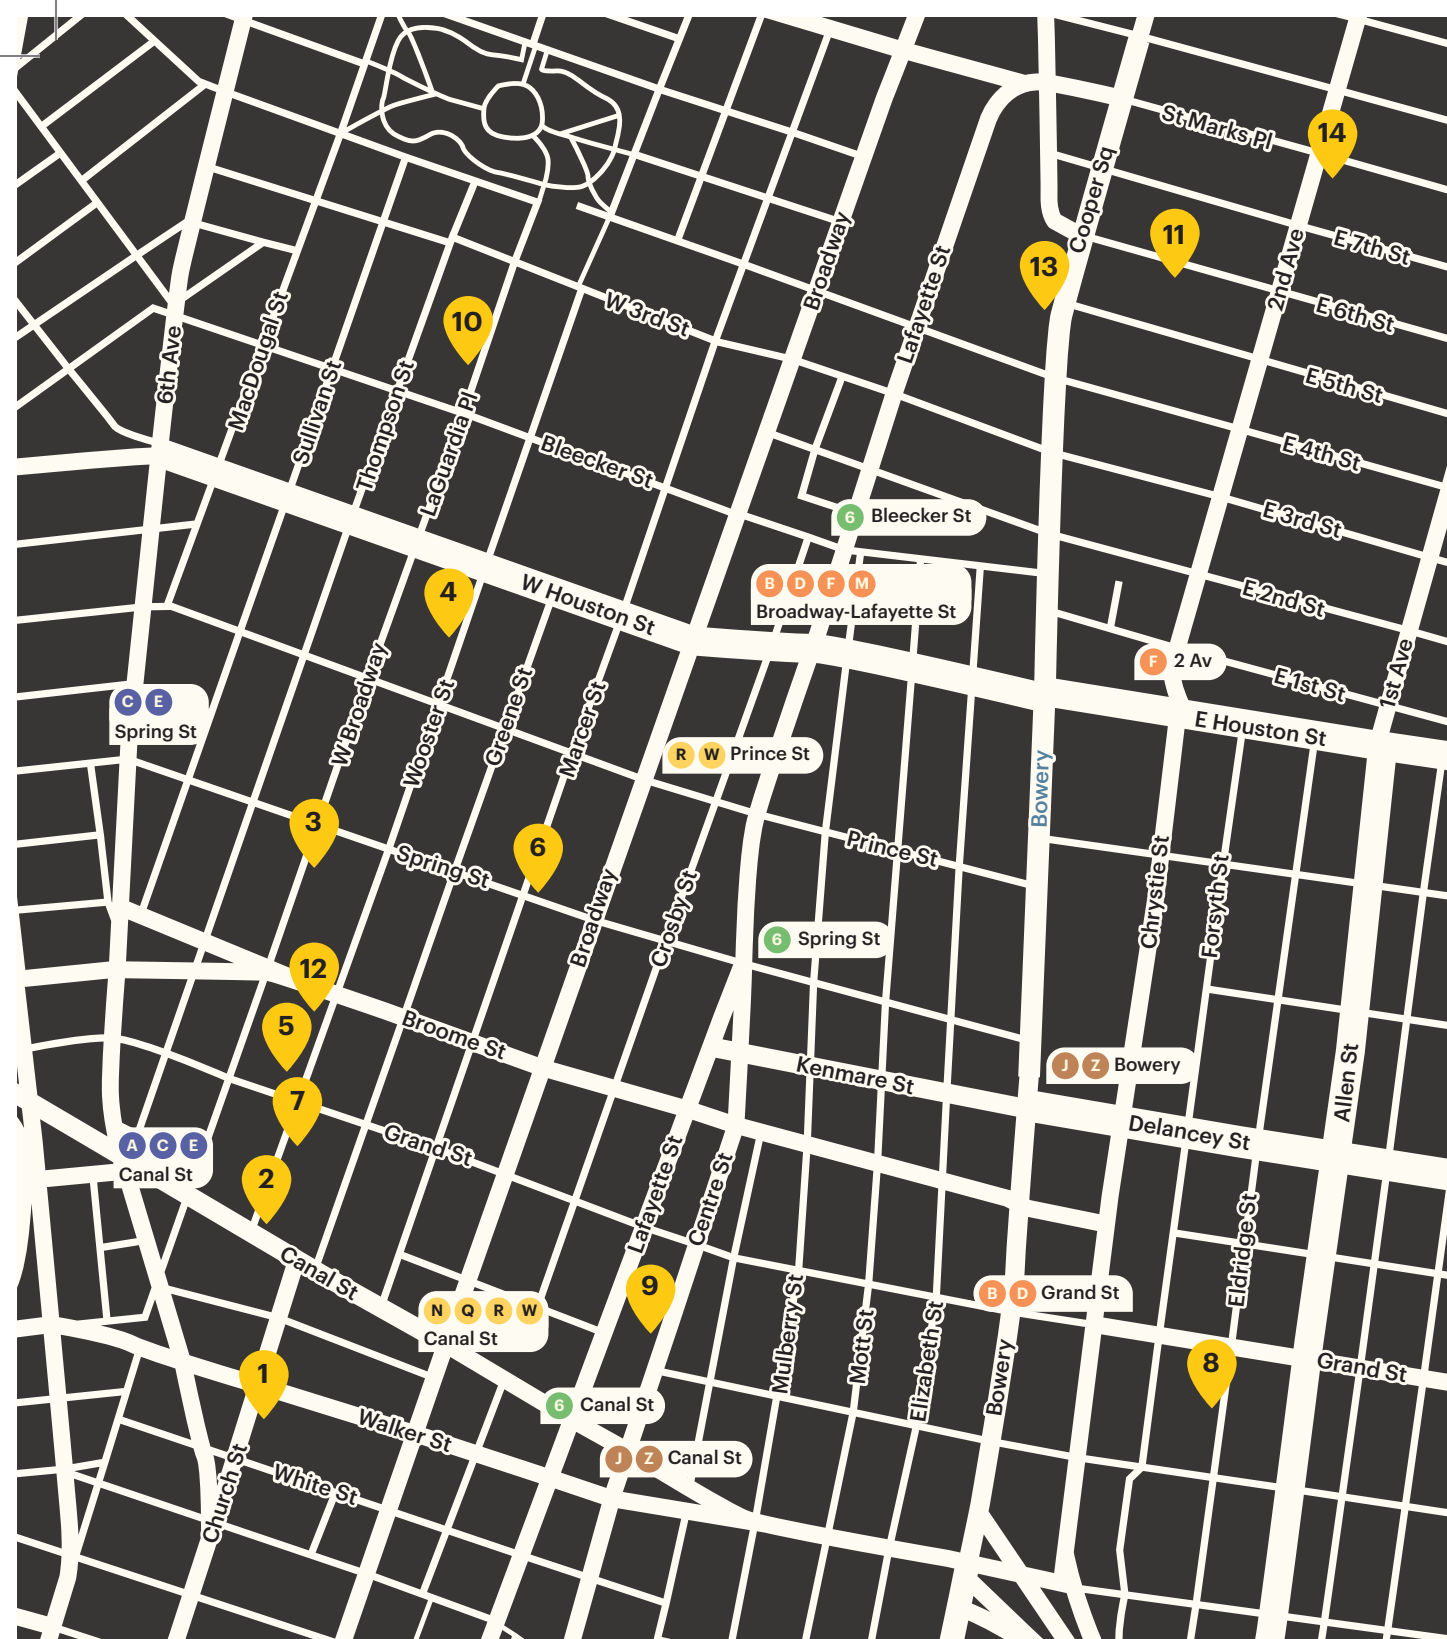 St Marks Pl
14
Cooper Sq
11
E 7th St
Broadway
Lafayette St
13
2nd Ave
6th Ave
MacDougal St
10
W 3rd St
E 6th St
Sullivan St
Thompson St
LaGuardia Pl
E 5th St
Bleecker St
E 4th St
6 Bleecker St
E 3rd St
4
W Houston St
B D F M
Broadway-Lafayette St
E 2nd St
F 2 Av
E 1st St
1st Ave
C E
Spring St
W Broadway
Wooster St
Greene St
Marcer St
R W Prince St
E Houston St
Bowery
3
Spring St
6
Prince St
Broadway
Crosby St
Chrystie St
Forsyth St
6 Spring St
12
5
Broome St
Kenmare St
J Z Bowery
Allen St
7
Grand St
Delancey St
A C E
Canal St
2
Lafayette St
Centre St
Eldridge St
Canal St
9
N Q R W
Canal St
Mulberry St
Mott St
Elizabeth St
B D Grand St
Bowery
8
Grand St
1
6 Canal St
Walker St
J Z Canal St
Church St
White St